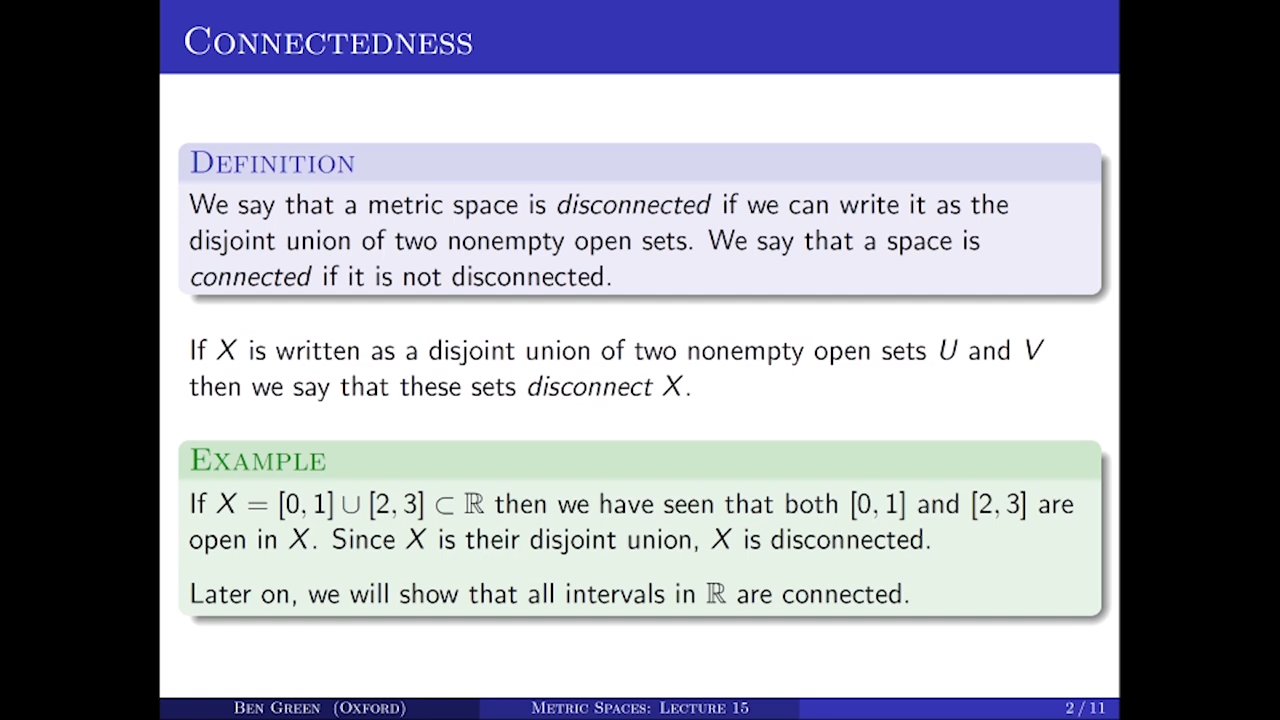 CONNECTEDNESS
DEFINITION
We say that a metric space is disconnected if we can write it as the
disjoint union of two nonempty open sets. We say that a space is
connected if it is not disconnected.
If X is written as a disjoint union of two nonempty open sets U and V
then we say that these sets disconnect X.
EXAMPLE
If X = [0, 1] ∪ [2, 3] ⊂ ℝ then we have seen that both [0, 1] and [2, 3] are
open in X. Since X is their disjoint union, X is disconnected.
Later on, we will show that all intervals in ℝ are connected.
BEN GREEN (OXFORD) METRIC SPACES: LECTURE 15 2 / 11